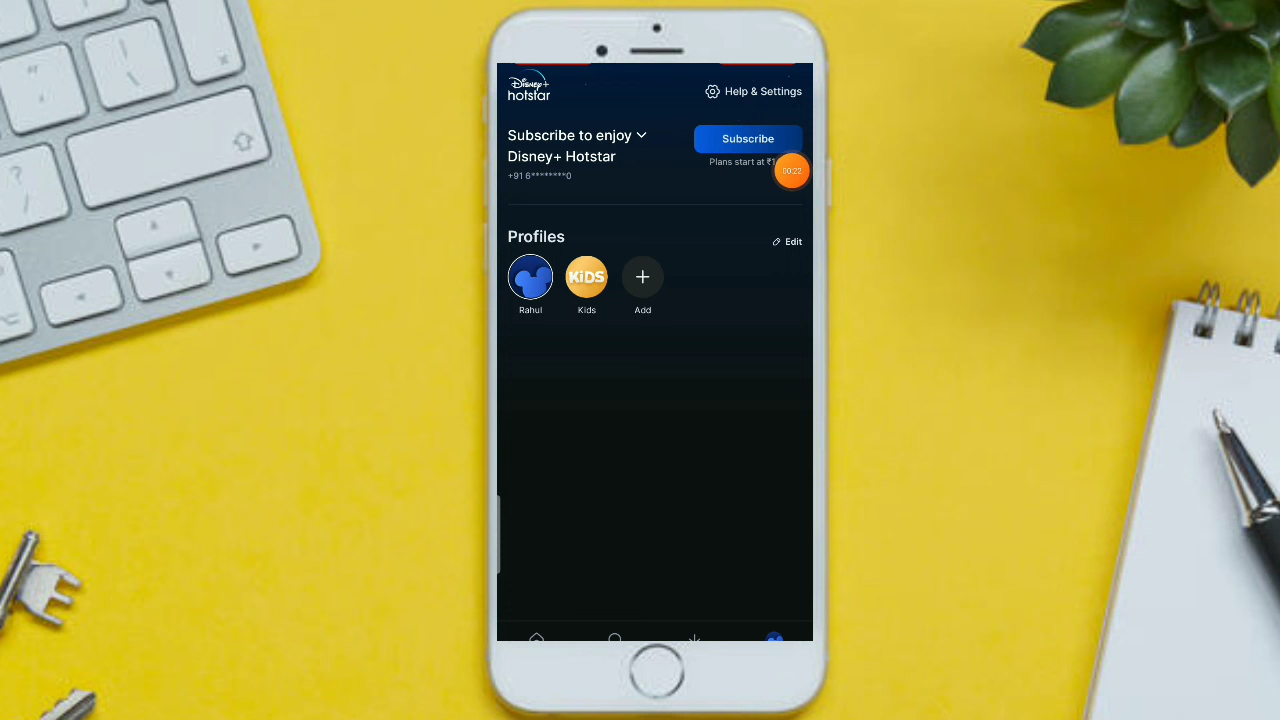 Disney+
hotstar
Help & Settings
Subscribe to enjoy
Disney+ Hotstar
+91 6********0
Subscribe
Plans start at ₹1
00:22
Profiles
Edit
KiDS
Rahul
Kids
Add